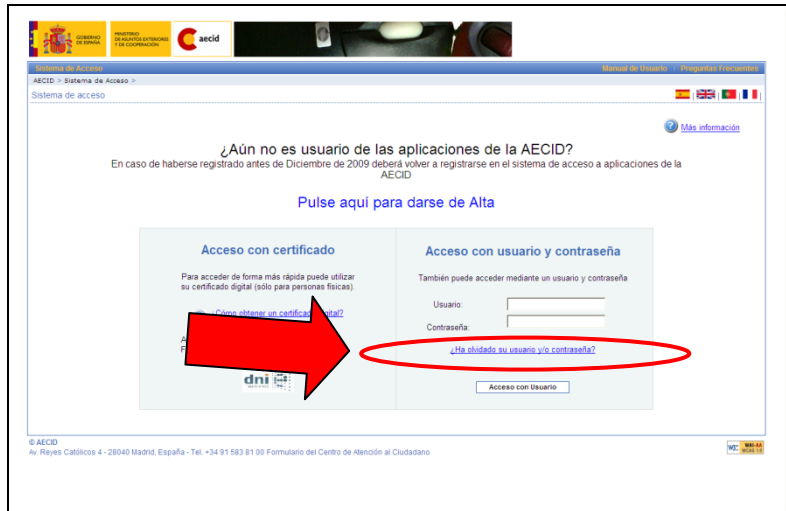 GOBIERNO
DE ESPAÑA
MINISTERIO
DE ASUNTOS EXTERIORES
Y DE COOPERACIÓN
aecid
Sistema de Acceso
Manual de Usuario | Preguntas Frecuentes
AECID > Sistema de Acceso >
Sistema de acceso
Más información
¿Aún no es usuario de las aplicaciones de la AECID?
En caso de haberse registrado antes de Diciembre de 2009 deberá volver a registrarse en el sistema de acceso a aplicaciones de la
AECID
Pulse aquí para darse de Alta
Acceso con certificado
Para acceder de forma más rápida puede utilizar
su certificado digital (sólo para personas físicas).
¿Cómo obtener un certificado digital?
dni
Acceso con usuario y contraseña
También puede acceder mediante un usuario y contraseña
Usuario:
Contraseña:
¿Ha olvidado su usuario y/o contraseña?
Acceso con Usuario
© AECID
Av. Reyes Católicos 4 - 28040 Madrid, España - Tel. +34 91 583 81 00 Formulario del Centro de Atención al Ciudadano
W3C WAI-AA
WCAG 1.0